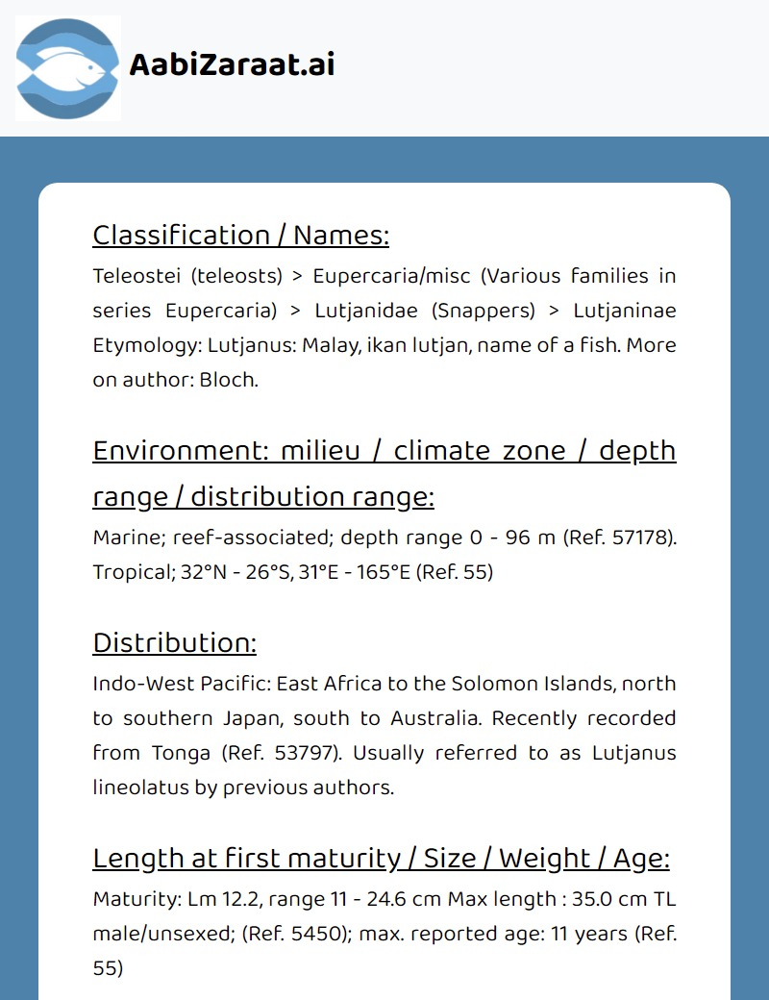 AabiZaraat.ai
Classification / Names:
Teleostei (teleosts) > Eupercaria/misc (Various families in
series Eupercaria) > Lutjanidae (Snappers) > Lutjaninae
Etymology: Lutjanus: Malay, ikan lutjan, name of a fish. More
on author: Bloch.
Environment: milieu / climate zone / depth
range / distribution range:
Marine; reef-associated; depth range 0 - 96 m (Ref. 57178).
Tropical; 32°N - 26°S, 31°E - 165°E (Ref. 55)
Distribution:
Indo-West Pacific: East Africa to the Solomon Islands, north
to southern Japan, south to Australia. Recently recorded
from Tonga (Ref. 53797). Usually referred to as Lutjanus
lineolatus by previous authors.
Length at first maturity / Size / Weight / Age:
Maturity: Lm 12.2, range 11 - 24.6 cm Max length : 35.0 cm TL
male/unsexed; (Ref. 5450); max. reported age: 11 years (Ref.
55)